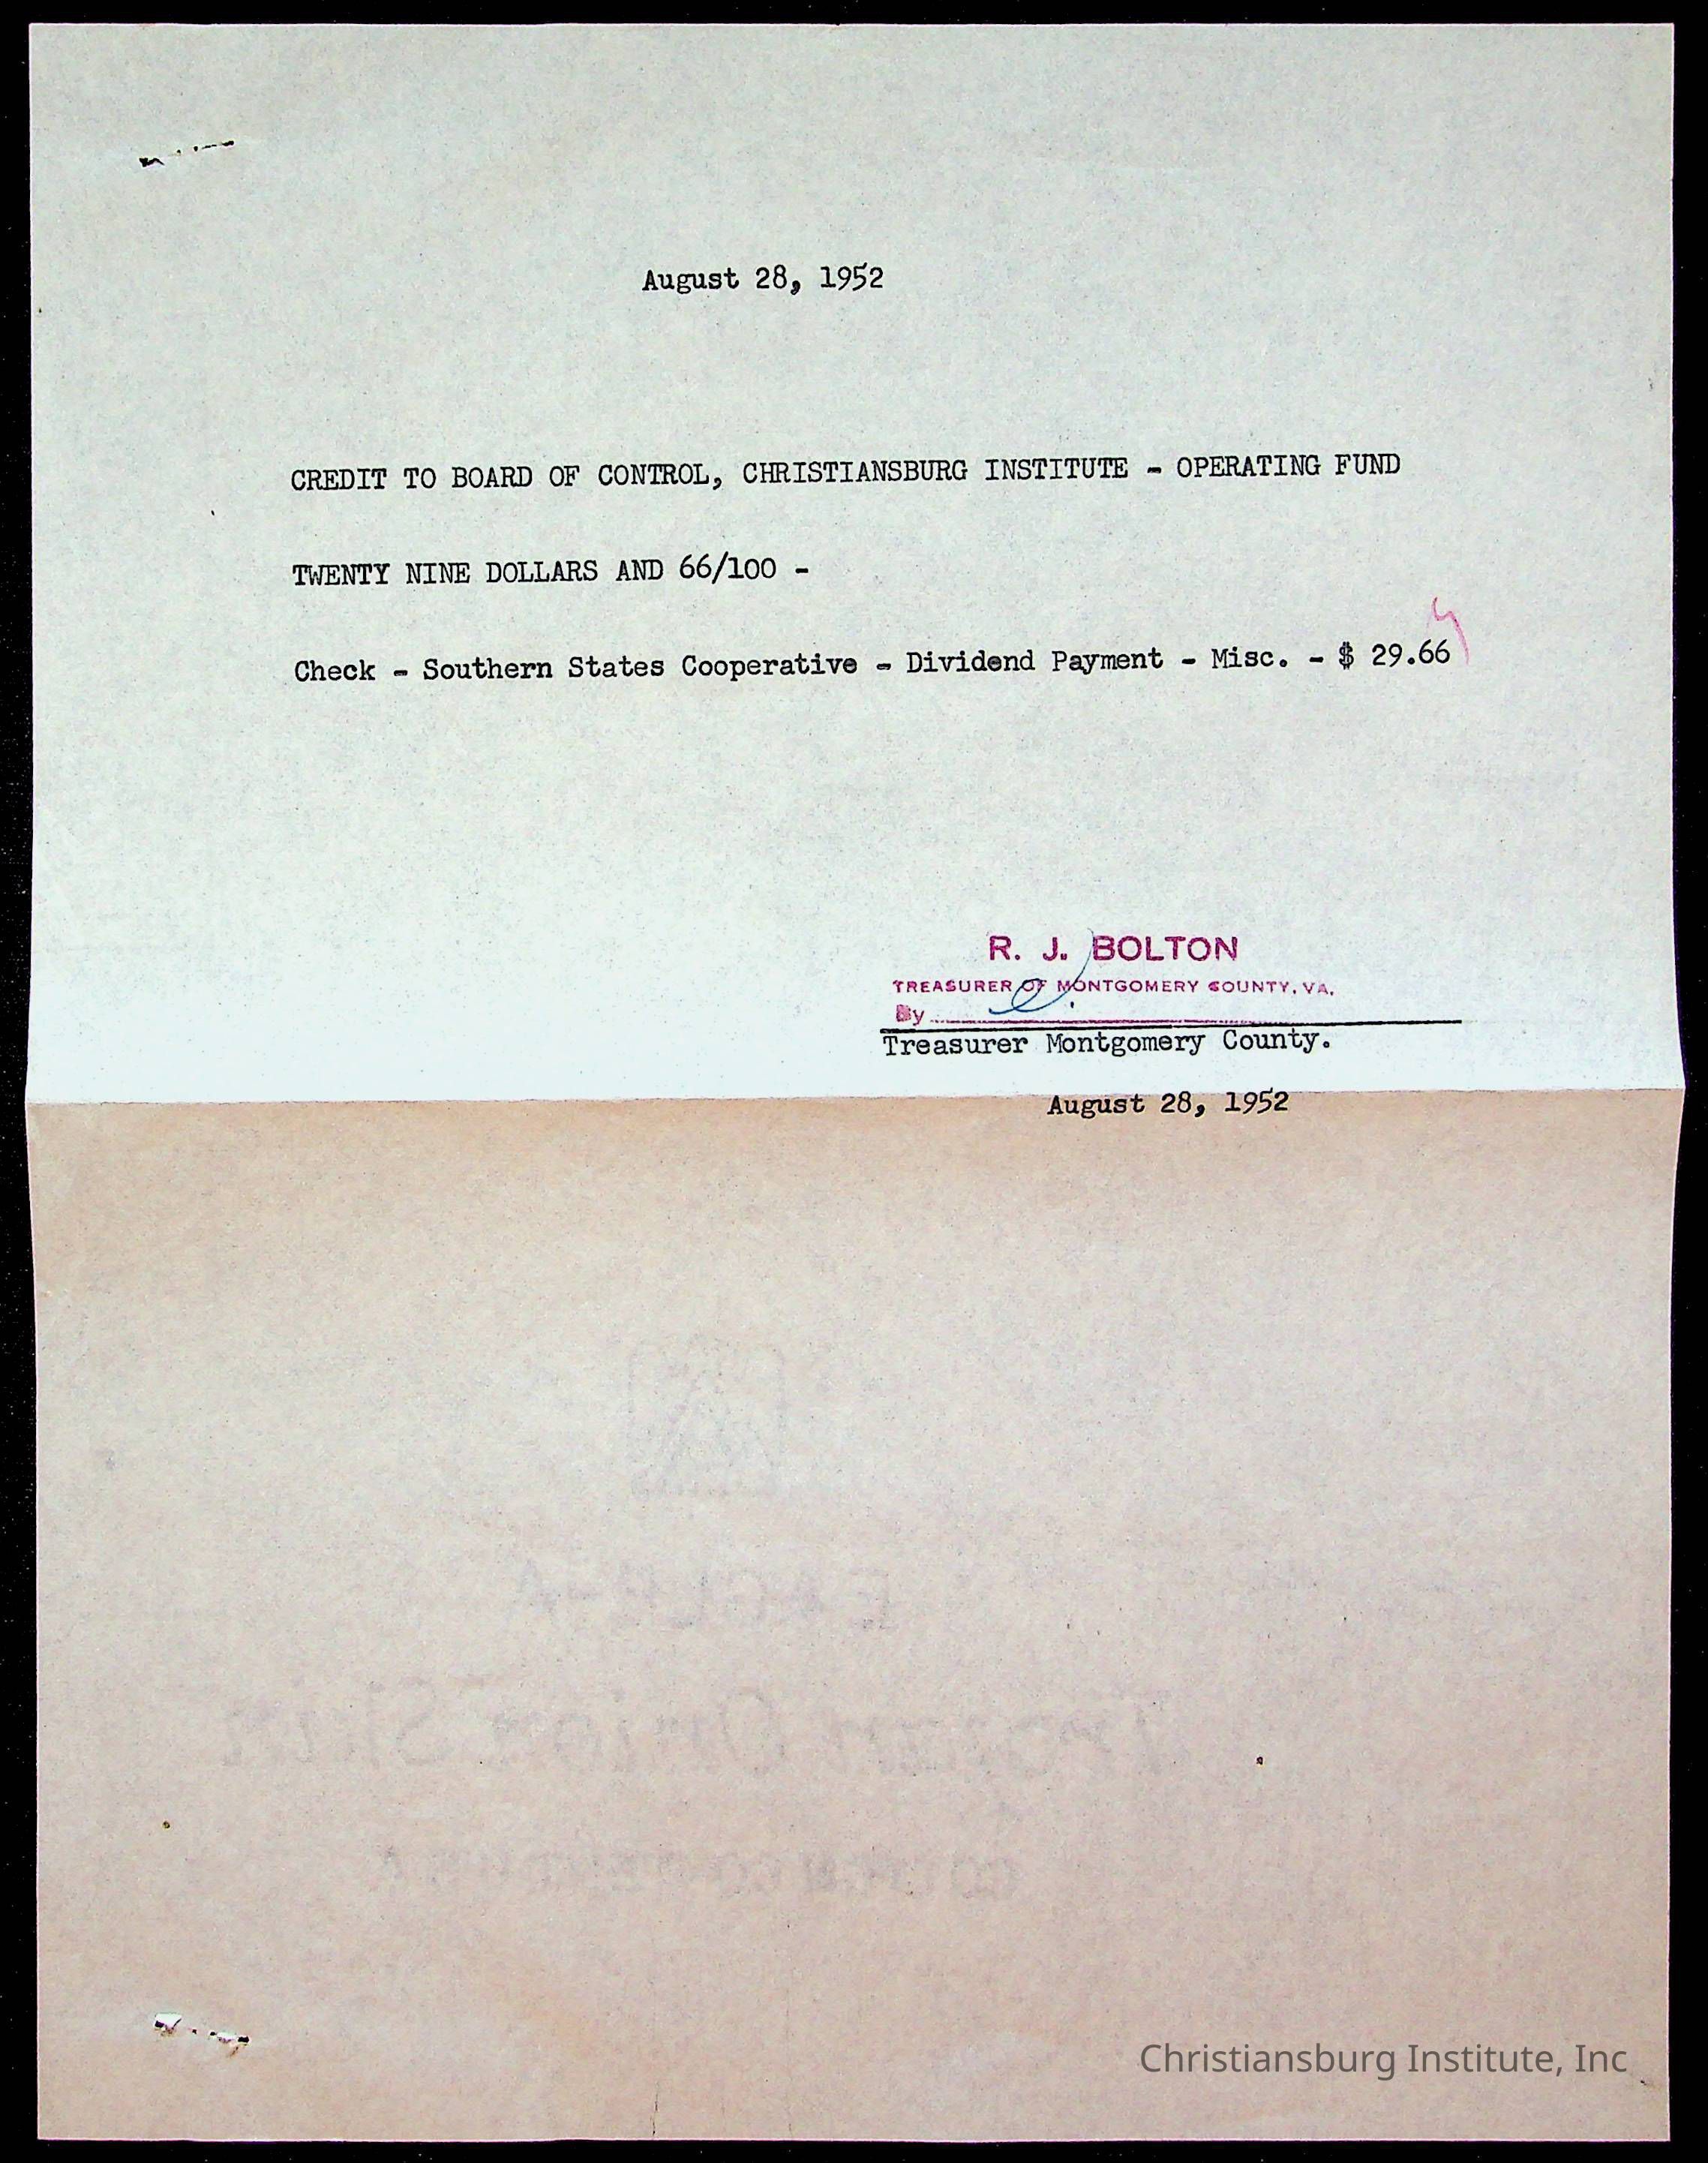 August 28, 1952
CREDIT TO BOARD OF CONTROL, CHRISTIANSBURG INSTITUTE - OPERATING FUND
TWENTY NINE DOLLARS AND 66/100 -
Check - Southern States Cooperative - Dividend Payment - Misc. - $ 29.66
R. J. BOLTON
TREASURER OF MONTGOMERY COUNTY, VA.
By
Treasurer Montgomery County.
August 28, 1952
Christiansburg Institute, Inc